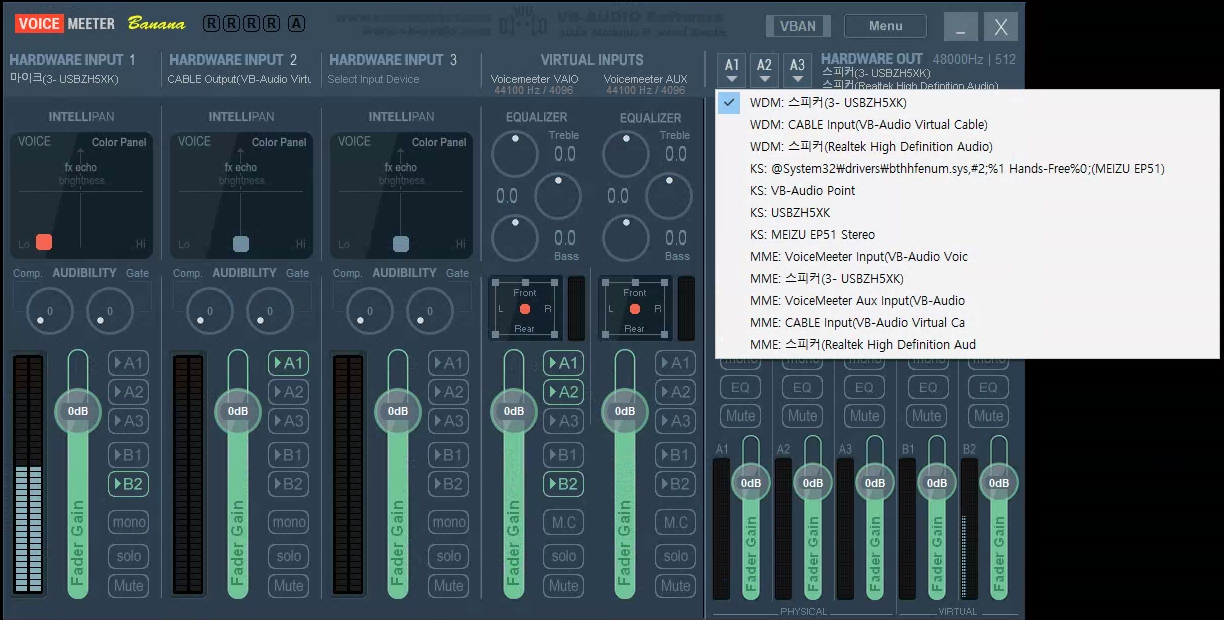 VOICE MEETER Banana R R R R A VB-AUDIO Software VBAN Menu _ X
HARDWARE INPUT 1
마이크(3- USBZH5XK)
HARDWARE INPUT 2
CABLE Output(VB-Audio Virtu
HARDWARE INPUT 3
Select Input Device
VIRTUAL INPUTS
Voicemeeter VAIO
44100 Hz / 4096
Voicemeeter AUX
44100 Hz / 4096
A1 A2 A3
HARDWARE OUT 48000Hz | 512
스피커(3- USBZH5XK)
스피커(Realtek High Definition Audio)
WDM: 스피커(3- USBZH5XK)
WDM: CABLE Input(VB-Audio Virtual Cable)
WDM: 스피커(Realtek High Definition Audio)
KS: @System32₩drivers₩bthhfenum.sys,#2;%1 Hands-Free%0;(MEIZU EP51)
KS: VB-Audio Point
KS: USBZH5XK
KS: MEIZU EP51 Stereo
MME: VoiceMeeter Input(VB-Audio Voic
MME: 스피커(3- USBZH5XK)
MME: VoiceMeeter Aux Input(VB-Audio
MME: CABLE Input(VB-Audio Virtual Ca
MME: 스피커(Realtek High Definition Aud
INTELLIPAN
VOICE Color Panel
fx echo
brightness
Lo Hi
Comp. AUDIBILITY Gate
0 0
0dB
Fader Gain
A1
A2
A3
B1
B2
mono
solo
Mute
INTELLIPAN
VOICE Color Panel
fx echo
brightness
Lo Hi
Comp. AUDIBILITY Gate
0 0
0dB
Fader Gain
A1
A2
A3
B1
B2
mono
solo
Mute
INTELLIPAN
VOICE Color Panel
fx echo
brightness
Lo Hi
Comp. AUDIBILITY Gate
0 0
0dB
Fader Gain
A1
A2
A3
B1
B2
mono
solo
Mute
EQUALIZER
Treble
0.0
0.0
0.0
Bass
Front
L R
Rear
0dB
Fader Gain
A1
A2
A3
B1
B2
M.C
solo
Mute
EQUALIZER
Treble
0.0
0.0
0.0
Bass
Front
L R
Rear
0dB
Fader Gain
A1
A2
A3
B1
B2
M.C
solo
Mute
mono mono mono mono mono
EQ EQ EQ EQ EQ
Mute Mute Mute Mute Mute
A1 A2 A3 B1 B2
0dB 0dB 0dB 0dB 0dB
Fader Gain Fader Gain Fader Gain Fader Gain Fader Gain
PHYSICAL VIRTUAL